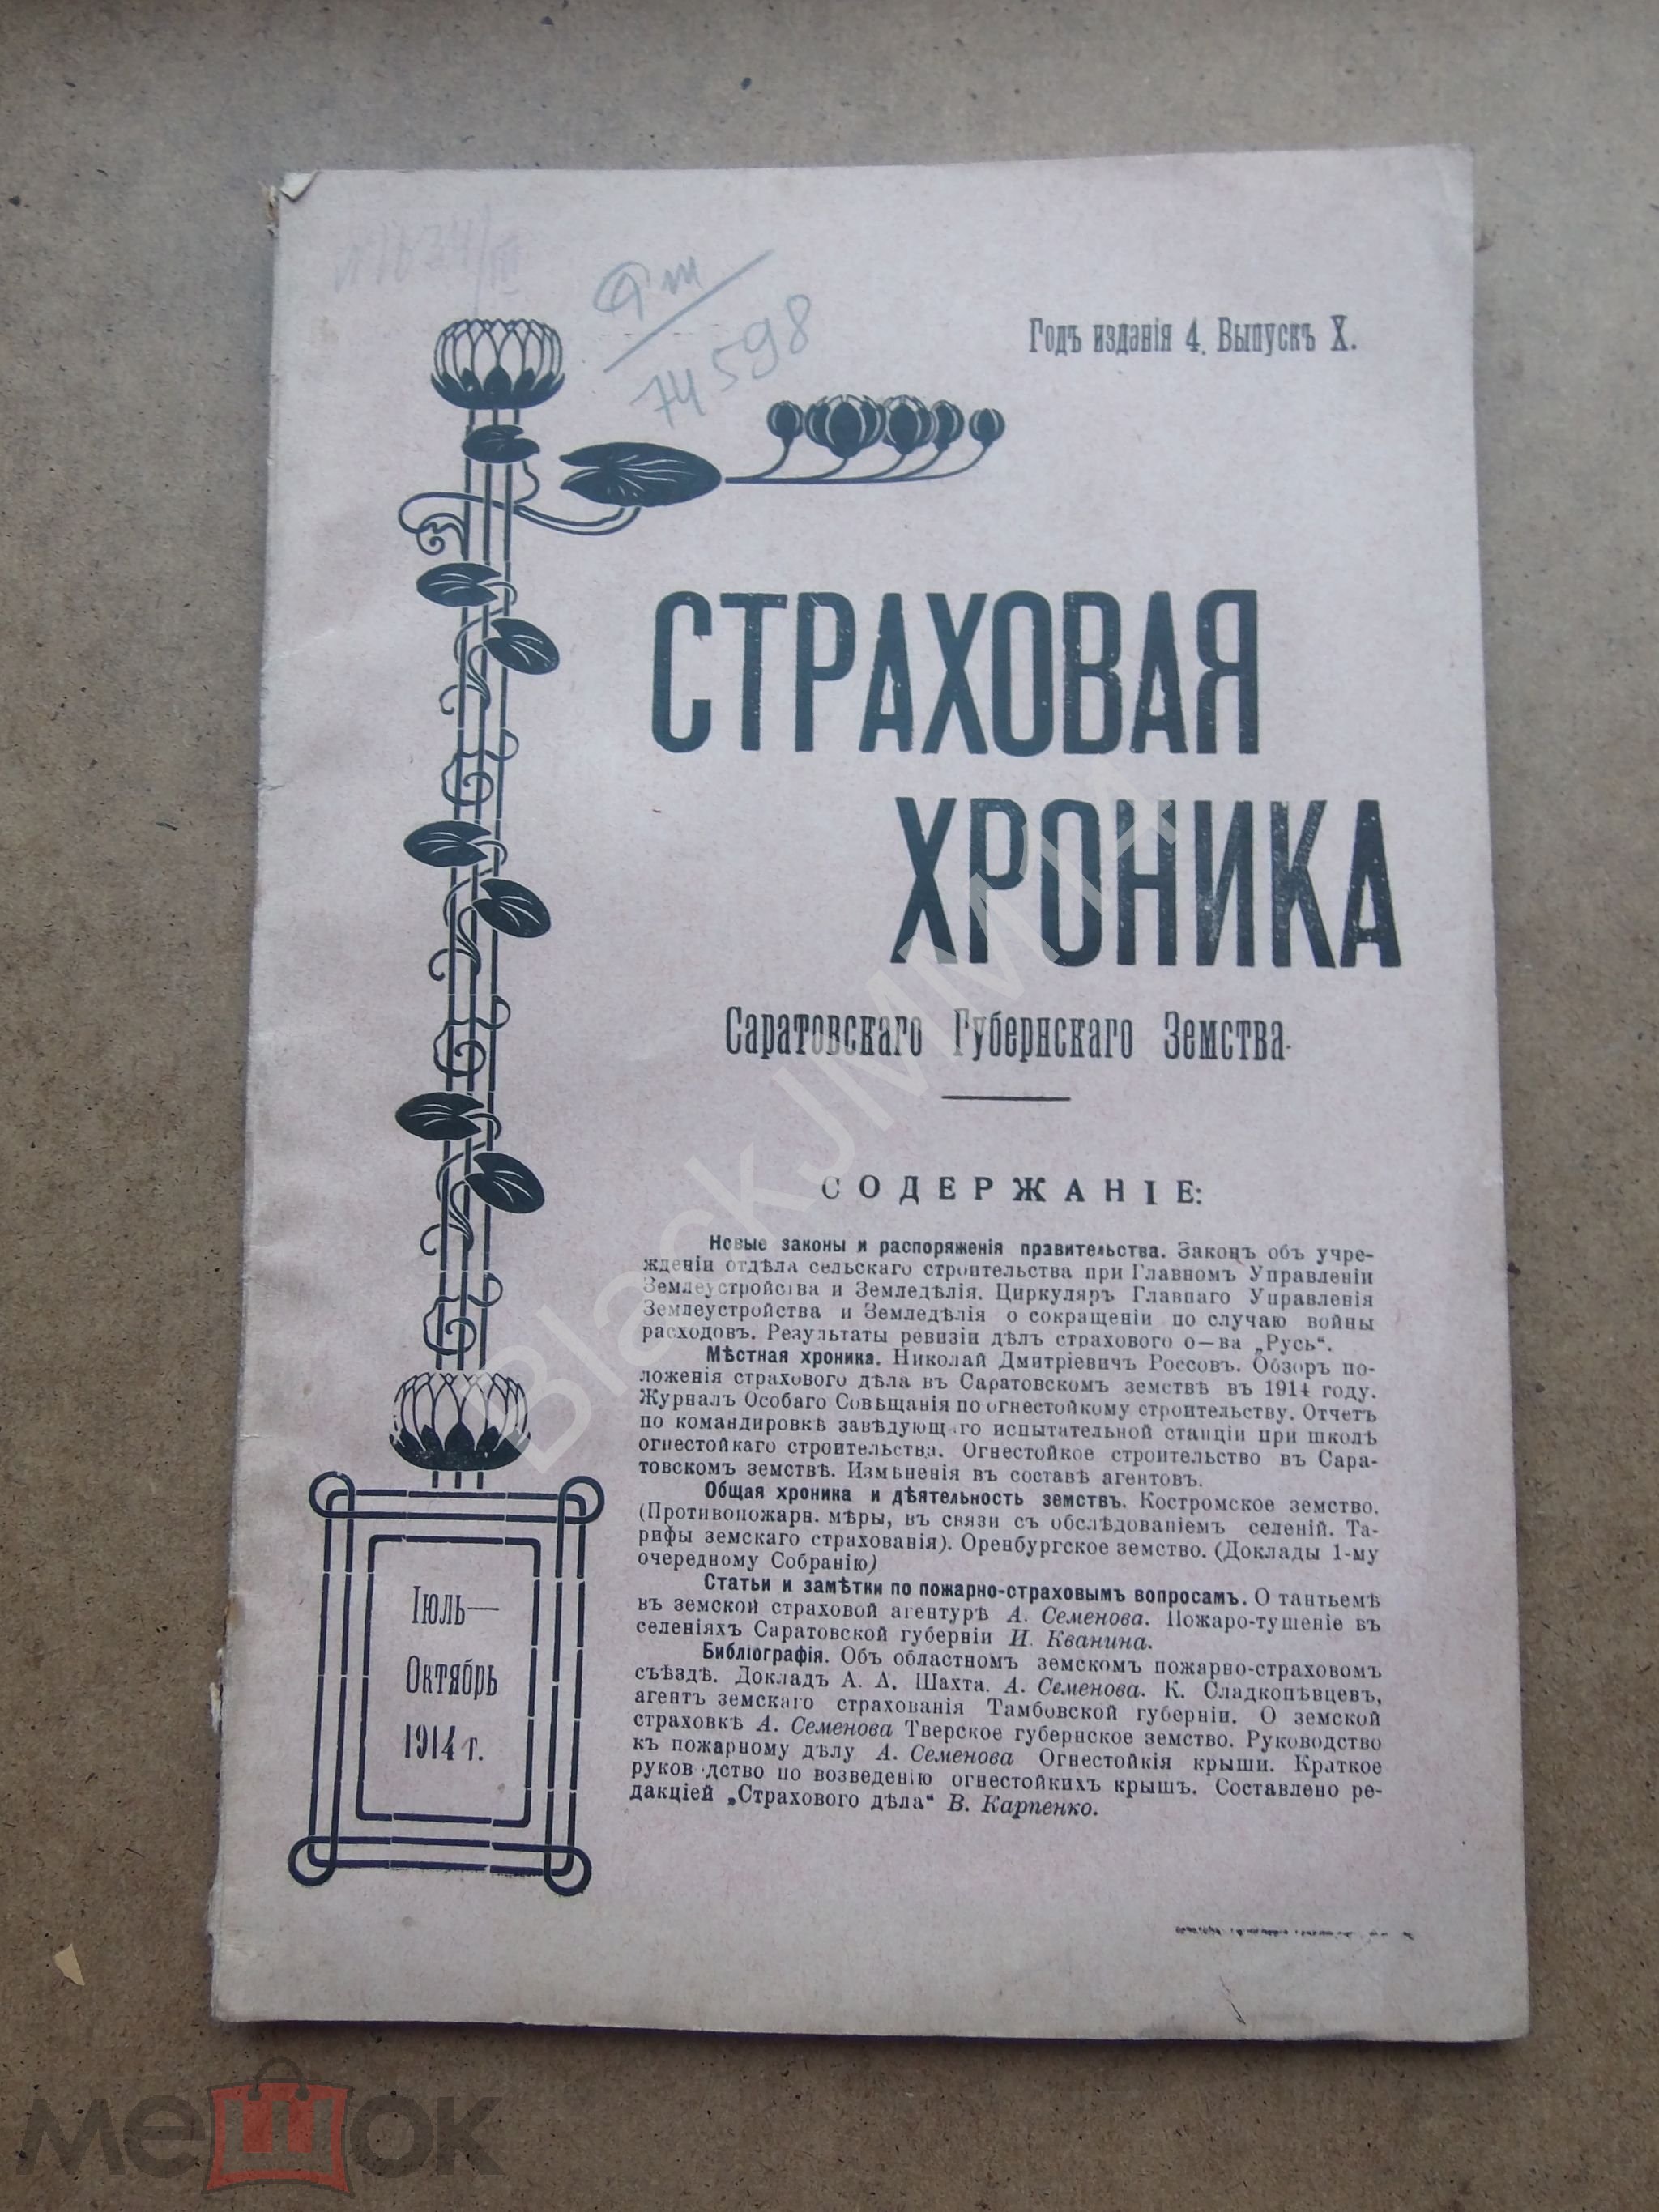 74598
Годъ изданія 4. Выпускъ X.
СТРАХОВАЯ
ХРОНИКА
Саратовскаго Губернскаго Земства
СОДЕРЖАНІЕ:
Новые законы и распоряженія правительства. Законъ объ учре-
жденіи отдѣла сельскаго строительства при Главномъ Управленіи
Землеустройства и Земледѣлія. Циркуляръ Главнаго Управленія
Землеустройства и Земледѣлія о сокращеніи по случаю войны
расходовъ. Результаты ревизіи дѣлъ страхового о—ва „Русь“.
Мѣстная хроника. Николай Дмитріевичъ Россовъ. Обзоръ по-
ложенія страхового дѣла въ Саратовскомъ земствѣ въ 1914 году.
Журналъ Особаго Совѣщанія по огнестойкому строительству. Отчетъ
по командировкѣ завѣдующаго испытательной станціи при школѣ
огнестойкаго строительства. Огнестойкое строительство въ Сара-
товскомъ земствѣ. Измѣненія въ составѣ агентовъ.
Общая хроника и дѣятельность земствъ. Костромское земство.
(Противопожарн. мѣры, въ связи съ обслѣдованіемъ селеній. Та-
рифы земскаго страхованія). Оренбургское земство. (Доклады 1-му
очередному Собранію)
Статьи и замѣтки по пожарно-страховымъ вопросамъ. О тантьемѣ
въ земской страховой агентурѣ А. Семенова. Пожаро-тушеніе въ
селеніяхъ Саратовской губерніи И. Кванина.
Библіографія. Объ областномъ земскомъ пожарно-страховомъ
съѣздѣ. Докладъ А. А. Шахта. А. Семенова. К. Сладкопѣвцевъ,
агентъ земскаго страхованія Тамбовской губерніи. О земской
страховкѣ А. Семенова Тверское губернское земство. Руководство
къ пожарному дѣлу А. Семенова Огнестойкія крыши. Краткое
руководство по возведенію огнестойкихъ крышъ. Составлено ре-
дакціей „Страхового дѣла“ В. Карпенко.
Іюль—
Октябрь
1914 г.
BlackJMM
мешок